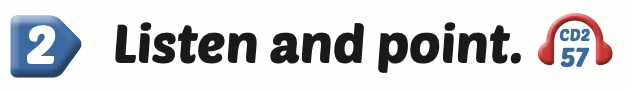 2 Listen and point. CD2
57